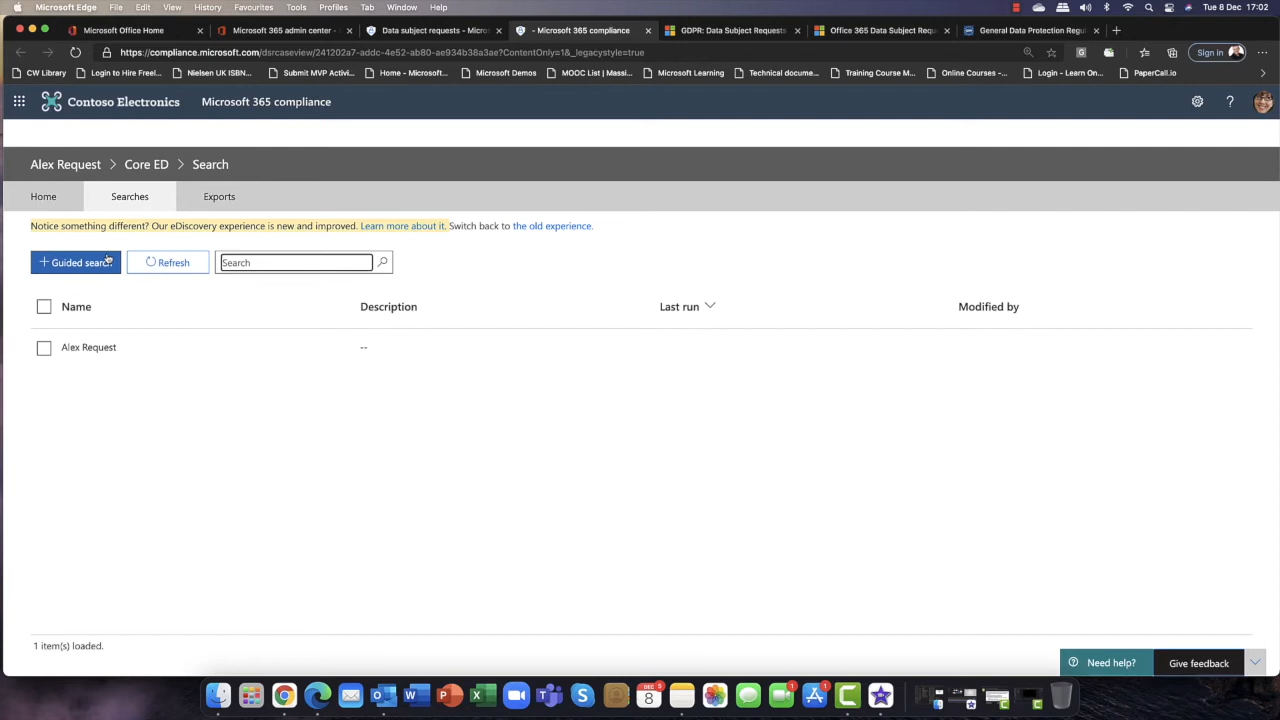 Microsoft Edge File Edit View History Favourites Tools Profiles Tab Window Help Tue 8 Dec 17:02
Microsoft Office Home Microsoft 365 admin center - Data subject requests - Micros - Microsoft 365 compliance GDPR: Data Subject Requests Office 365 Data Subject Req General Data Protection Regul
https://compliance.microsoft.com/dsrcaseview/241202a7-addc-4e52-ab80-ae934b38a3ae?ContentOnly=1&_legacystyle=true Sign in
CW Library Login to Hire Freel... Nielsen UK ISBN... Submit MVP Activi... Home - Microsoft... Microsoft Demos MOOC List | Massi... Microsoft Learning Technical docume... Training Course M... Online Courses -... Login - Learn On... PaperCall.io
Contoso Electronics Microsoft 365 compliance
Alex Request > Core ED > Search
Home Searches Exports
Notice something different? Our eDiscovery experience is new and improved. Learn more about it. Switch back to the old experience.
+ Guided search Refresh Search
Name Description Last run Modified by
Alex Request --
1 item(s) loaded.
Need help? Give feedback
DEC 8